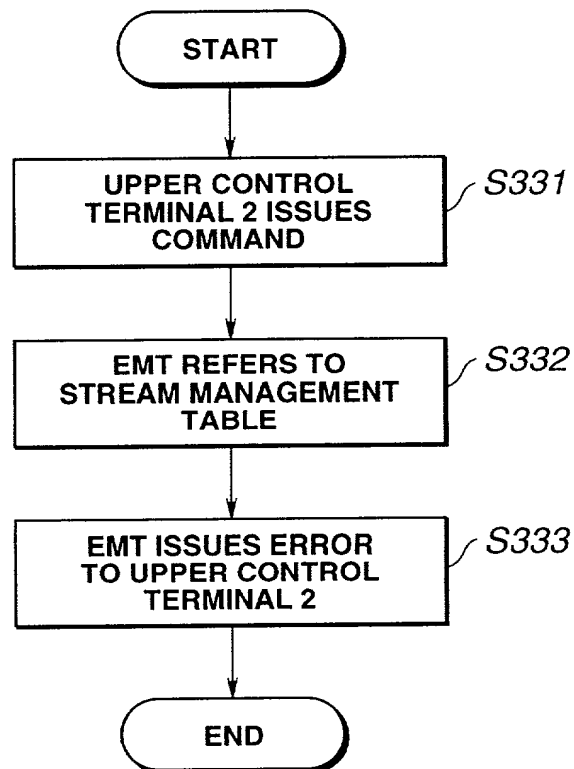 START
UPPER CONTROL
TERMINAL 2 ISSUES
COMMAND
S331
EMT REFERS TO
STREAM MANAGEMENT
TABLE
S332
EMT ISSUES ERROR
TO UPPER CONTROL
TERMINAL 2
S333
END